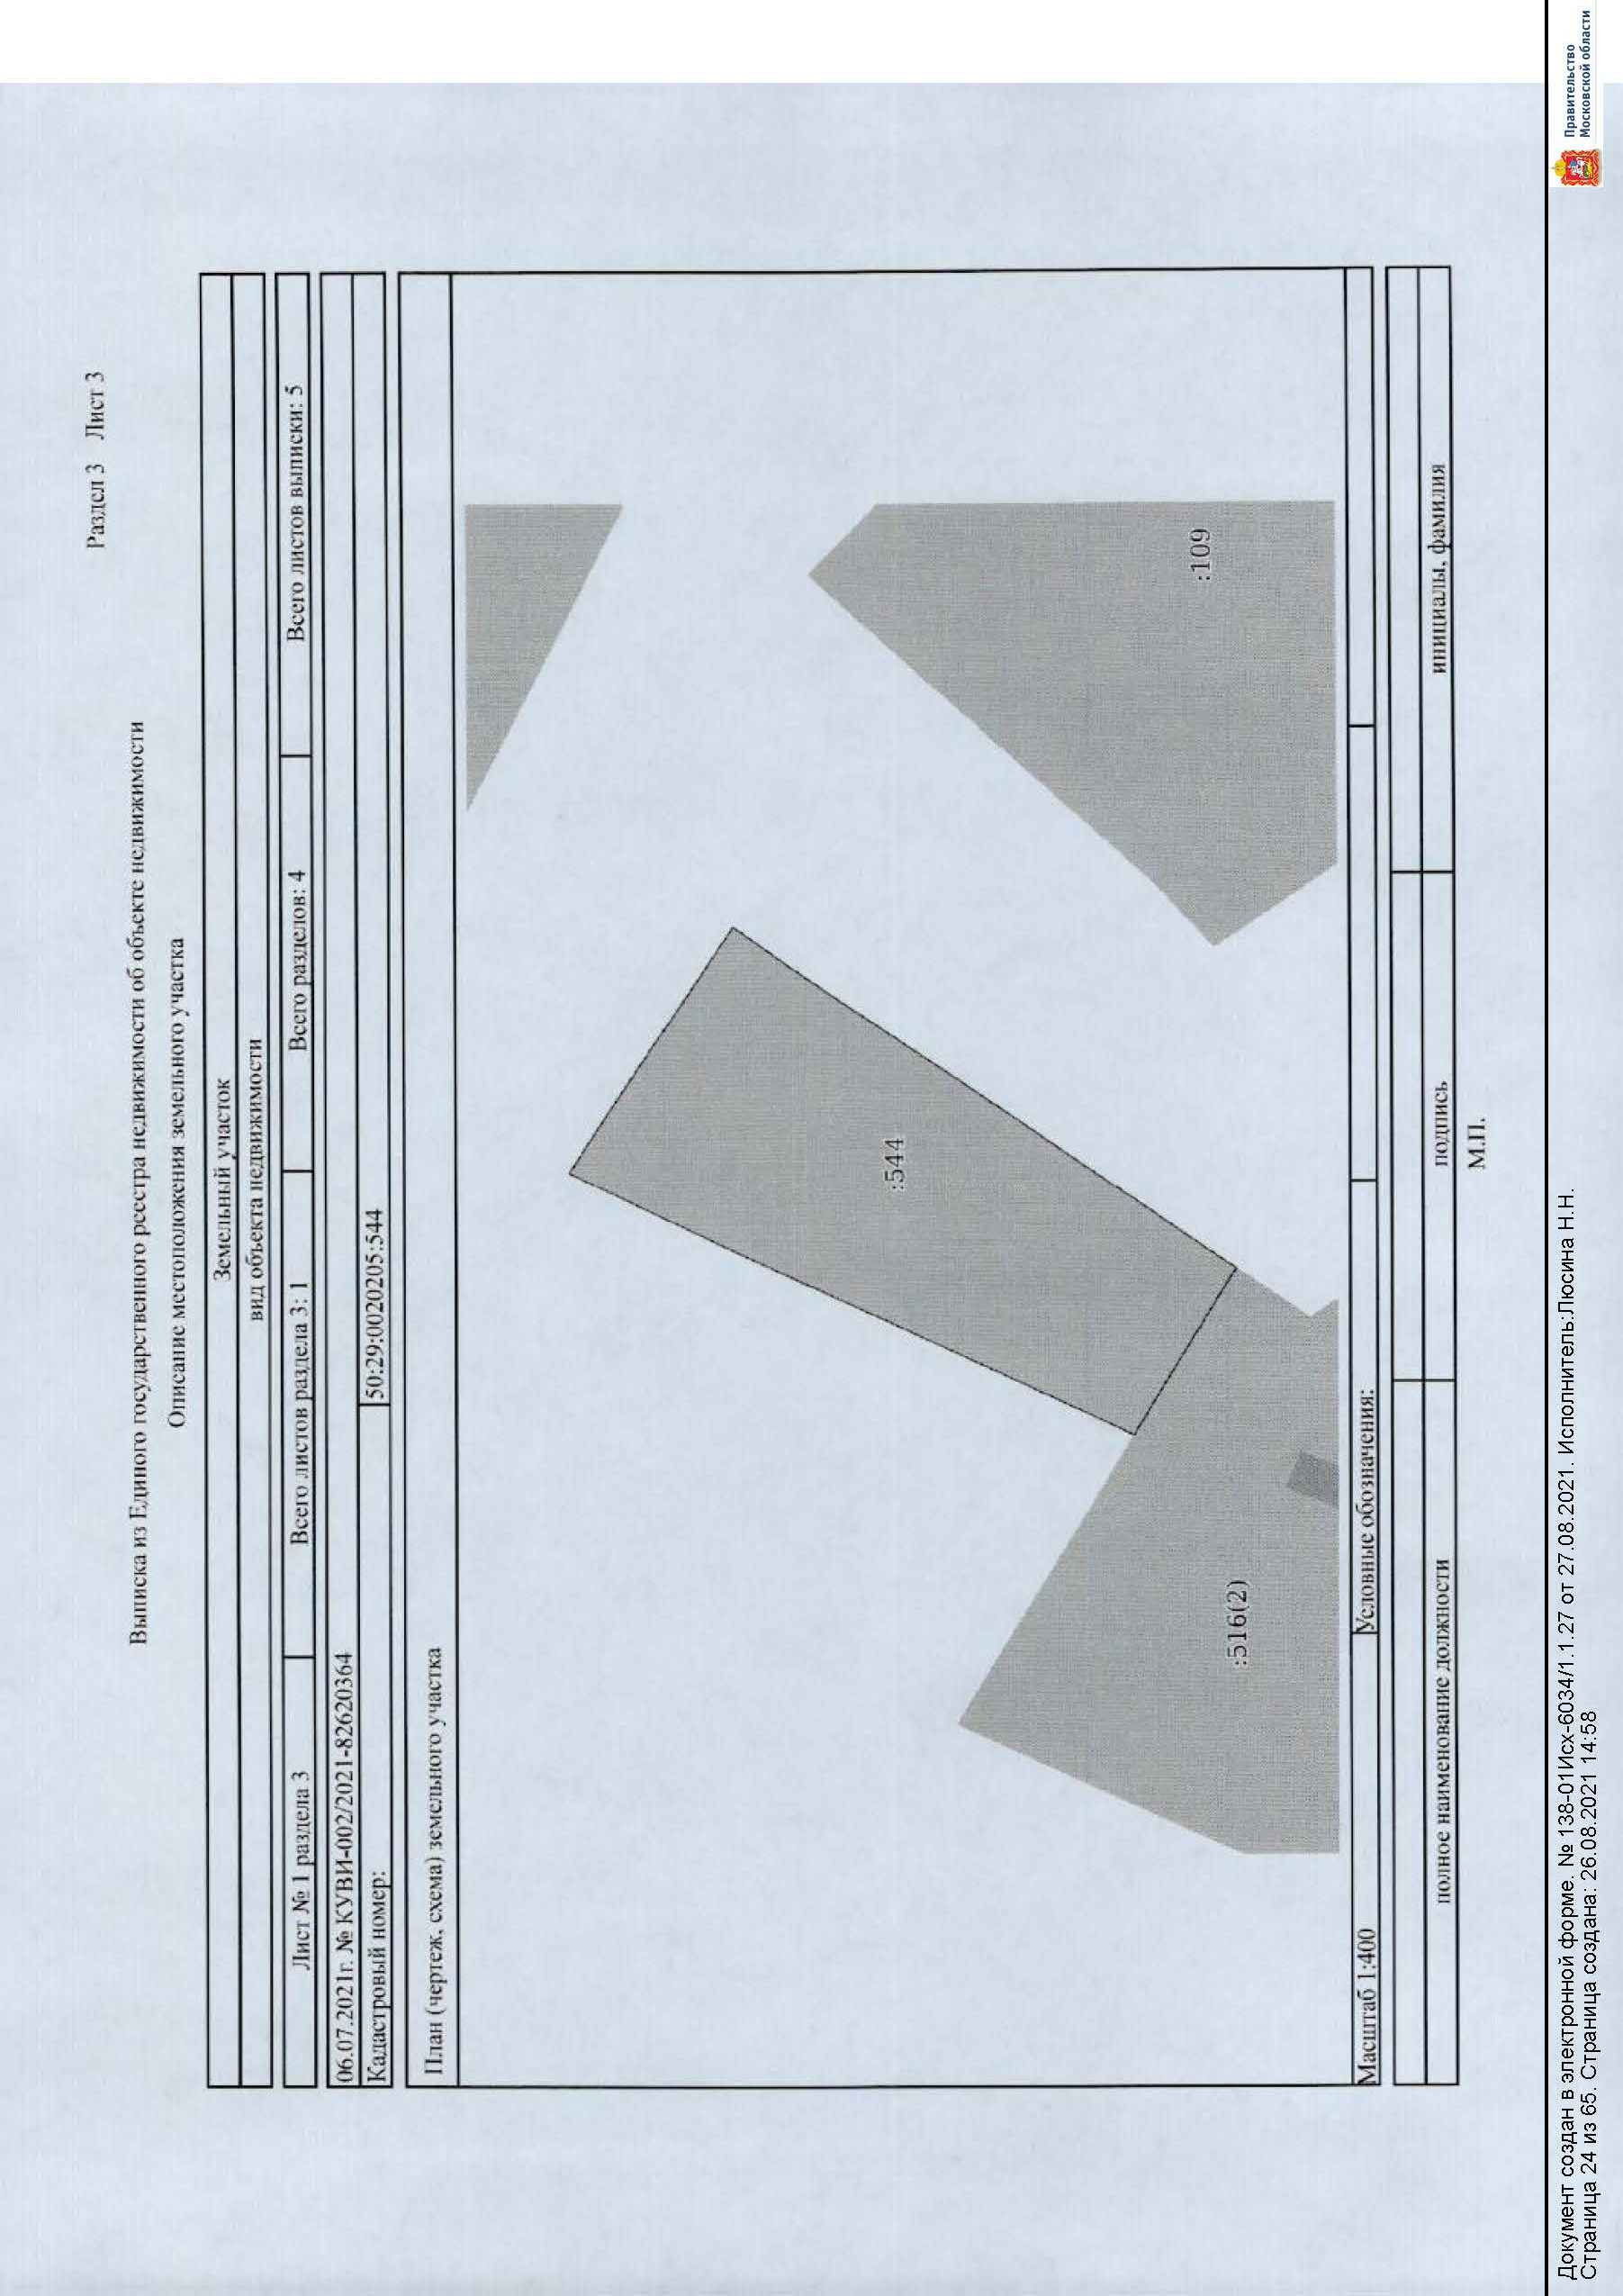 Раздел 3 Лист 3
Выписка из Единого государственного реестра недвижимости об объекте недвижимости
Описание местоположения земельного участка
Земельный участок
вид объекта недвижимости
Лист № 1 раздела 3 Всего листов раздела 3: 1 Всего разделов: 4 Всего листов выписки: 5
06.07.2021г. № КУВИ-002/2021-82620364
Кадастровый номер: 50:29:0020205:544
План (чертеж, схема) земельного участка
:544
:109
:516(2)
Масштаб 1:400 Условные обозначения:
полное наименование должности подпись инициалы, фамилия
М.П.
Документ создан в электронной форме. № 138-01Исх-6034/1.1.27 от 27.08.2021. Исполнитель:Люсина Н.Н.
Страница 24 из 65. Страница создана: 26.08.2021 14:58
Правительство
Московской области